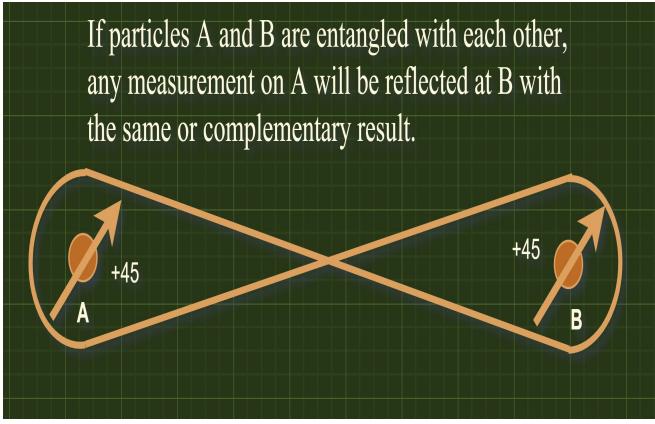 If particles A and B are entangled with each other,
any measurement on A will be reflected at B with
the same or complementary result.
+45
A
+45
B